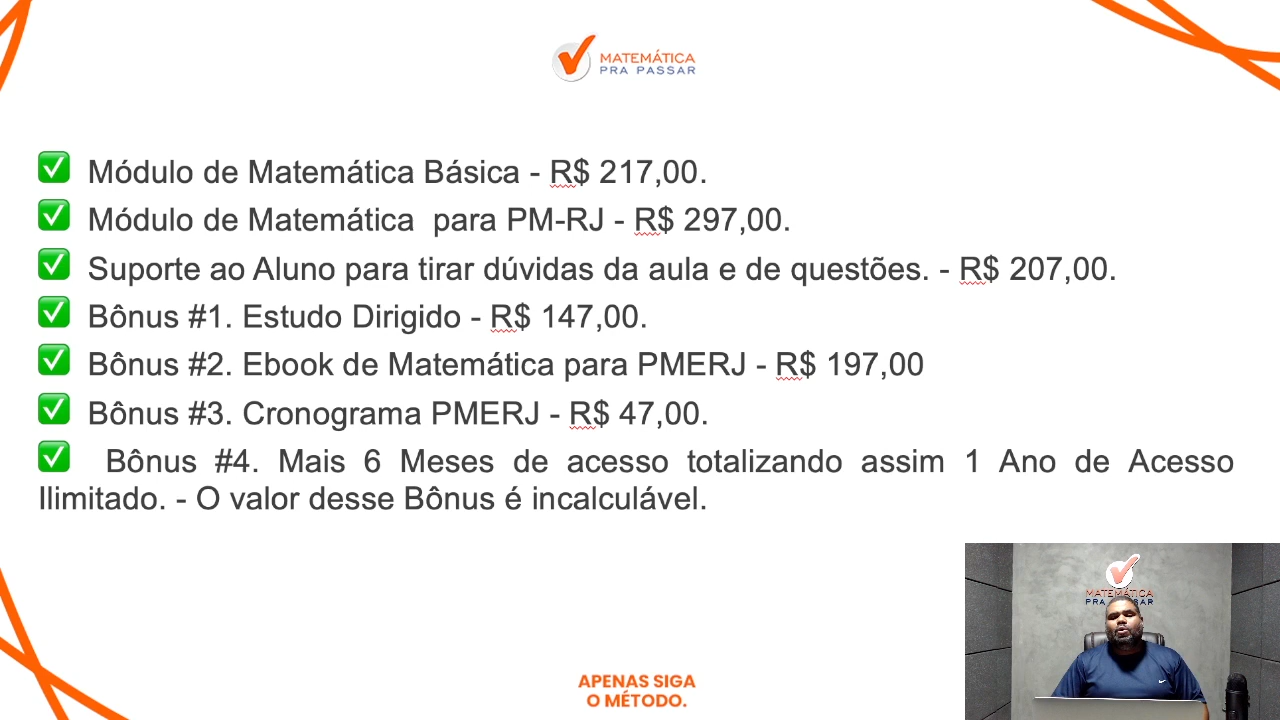 MATEMÁTICA
PRA PASSAR
✅ Módulo de Matemática Básica - R$ 217,00.
✅ Módulo de Matemática  para PM-RJ - R$ 297,00.
✅ Suporte ao Aluno para tirar dúvidas da aula e de questões. - R$ 207,00.
✅ Bônus #1. Estudo Dirigido - R$ 147,00.
✅ Bônus #2. Ebook de Matemática para PMERJ - R$ 197,00
✅ Bônus #3. Cronograma PMERJ - R$ 47,00.
✅ Bônus #4. Mais 6 Meses de acesso totalizando assim 1 Ano de Acesso
Ilimitado. - O valor desse Bônus é incalculável.
MATEMÁTICA
PRA PASSAR
APENAS SIGA
O MÉTODO.